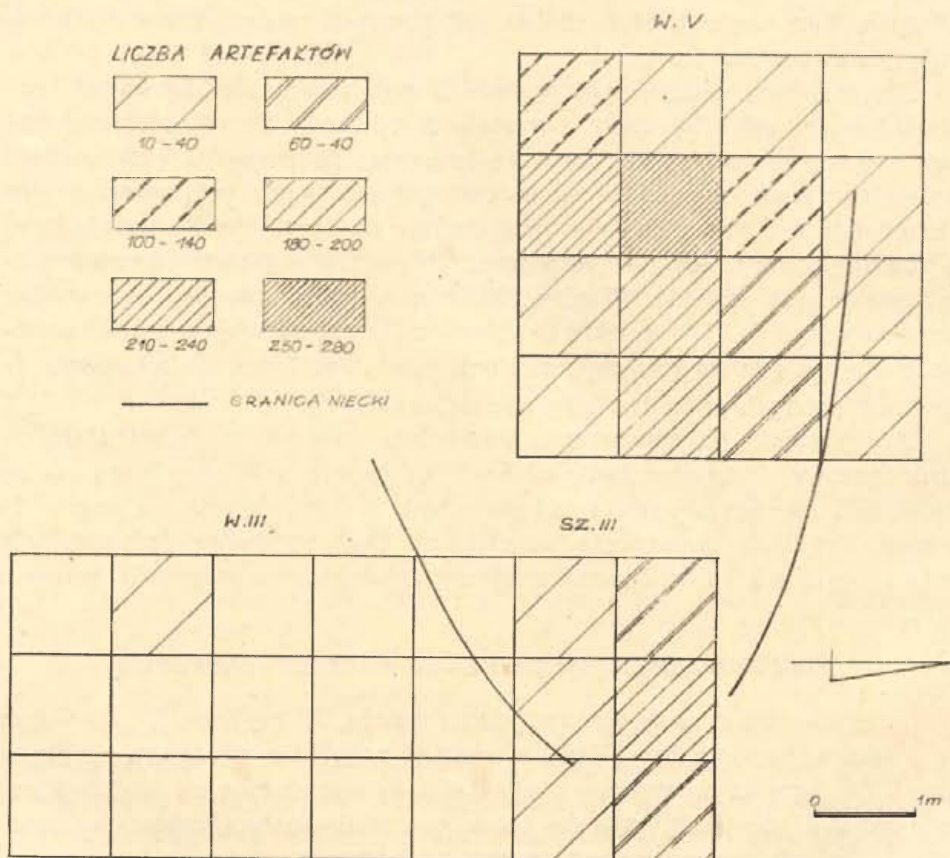 W. V
LICZBA ARTEFAKTÓW
10 - 40
60 - 40
100 - 140
180 - 200
210 - 240
250 - 280
GRANICA NIECKI
W. III
SZ. III
0 1m